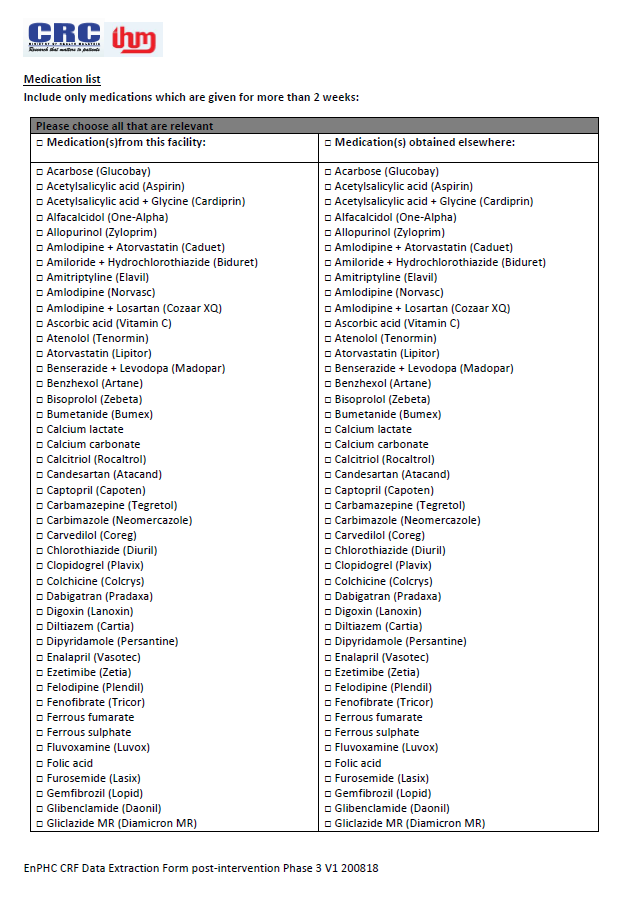 CRC
MINISTRY OF HEALTH MALAYSIA
Research that matters to patients
ihm
Medication list
Include only medications which are given for more than 2 weeks:
Please choose all that are relevant
□ Medication(s)from this facility:
□ Acarbose (Glucobay)
□ Acetylsalicylic acid (Aspirin)
□ Acetylsalicylic acid + Glycine (Cardiprin)
□ Alfacalcidol (One-Alpha)
□ Allopurinol (Zyloprim)
□ Amlodipine + Atorvastatin (Caduet)
□ Amiloride + Hydrochlorothiazide (Biduret)
□ Amitriptyline (Elavil)
□ Amlodipine (Norvasc)
□ Amlodipine + Losartan (Cozaar XQ)
□ Ascorbic acid (Vitamin C)
□ Atenolol (Tenormin)
□ Atorvastatin (Lipitor)
□ Benserazide + Levodopa (Madopar)
□ Benzhexol (Artane)
□ Bisoprolol (Zebeta)
□ Bumetanide (Bumex)
□ Calcium lactate
□ Calcium carbonate
□ Calcitriol (Rocaltrol)
□ Candesartan (Atacand)
□ Captopril (Capoten)
□ Carbamazepine (Tegretol)
□ Carbimazole (Neomercazole)
□ Carvedilol (Coreg)
□ Chlorothiazide (Diuril)
□ Clopidogrel (Plavix)
□ Colchicine (Colcrys)
□ Dabigatran (Pradaxa)
□ Digoxin (Lanoxin)
□ Diltiazem (Cartia)
□ Dipyridamole (Persantine)
□ Enalapril (Vasotec)
□ Ezetimibe (Zetia)
□ Felodipine (Plendil)
□ Fenofibrate (Tricor)
□ Ferrous fumarate
□ Ferrous sulphate
□ Fluvoxamine (Luvox)
□ Folic acid
□ Furosemide (Lasix)
□ Gemfibrozil (Lopid)
□ Glibenclamide (Daonil)
□ Gliclazide MR (Diamicron MR)
□ Medication(s) obtained elsewhere:
□ Acarbose (Glucobay)
□ Acetylsalicylic acid (Aspirin)
□ Acetylsalicylic acid + Glycine (Cardiprin)
□ Alfacalcidol (One-Alpha)
□ Allopurinol (Zyloprim)
□ Amlodipine + Atorvastatin (Caduet)
□ Amiloride + Hydrochlorothiazide (Biduret)
□ Amitriptyline (Elavil)
□ Amlodipine (Norvasc)
□ Amlodipine + Losartan (Cozaar XQ)
□ Ascorbic acid (Vitamin C)
□ Atenolol (Tenormin)
□ Atorvastatin (Lipitor)
□ Benserazide + Levodopa (Madopar)
□ Benzhexol (Artane)
□ Bisoprolol (Zebeta)
□ Bumetanide (Bumex)
□ Calcium lactate
□ Calcium carbonate
□ Calcitriol (Rocaltrol)
□ Candesartan (Atacand)
□ Captopril (Capoten)
□ Carbamazepine (Tegretol)
□ Carbimazole (Neomercazole)
□ Carvedilol (Coreg)
□ Chlorothiazide (Diuril)
□ Clopidogrel (Plavix)
□ Colchicine (Colcrys)
□ Dabigatran (Pradaxa)
□ Digoxin (Lanoxin)
□ Diltiazem (Cartia)
□ Dipyridamole (Persantine)
□ Enalapril (Vasotec)
□ Ezetimibe (Zetia)
□ Felodipine (Plendil)
□ Fenofibrate (Tricor)
□ Ferrous fumarate
□ Ferrous sulphate
□ Fluvoxamine (Luvox)
□ Folic acid
□ Furosemide (Lasix)
□ Gemfibrozil (Lopid)
□ Glibenclamide (Daonil)
□ Gliclazide MR (Diamicron MR)
EnPHC CRF Data Extraction Form post-intervention Phase 3 V1 200818